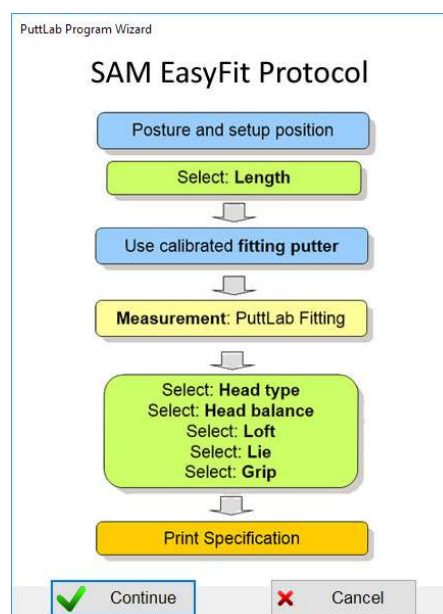 PuttLab Program Wizard
SAM EasyFit Protocol
Posture and setup position
Select: Length
Use calibrated fitting putter
Measurement: PuttLab Fitting
Select: Head type
Select: Head balance
Select: Loft
Select: Lie
Select: Grip
Print Specification
Continue
Cancel